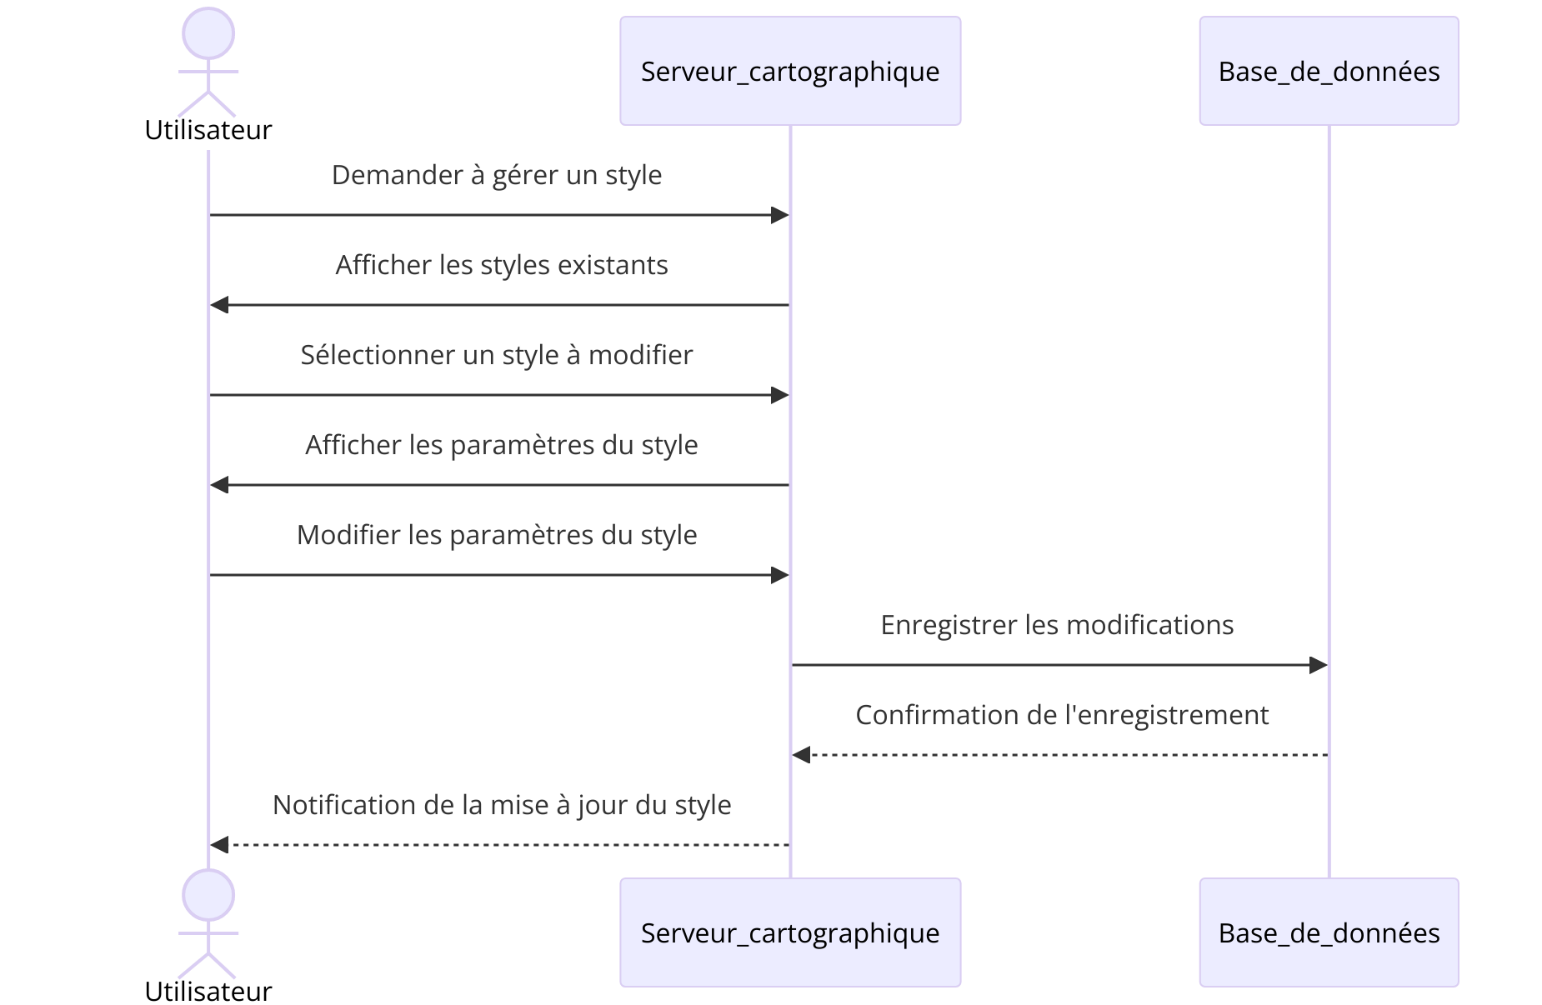 Utilisateur
Serveur_cartographique
Base_de_données
Demander à gérer un style
Afficher les styles existants
Sélectionner un style à modifier
Afficher les paramètres du style
Modifier les paramètres du style
Enregistrer les modifications
Confirmation de l'enregistrement
Notification de la mise à jour du style
Utilisateur
Serveur_cartographique
Base_de_données